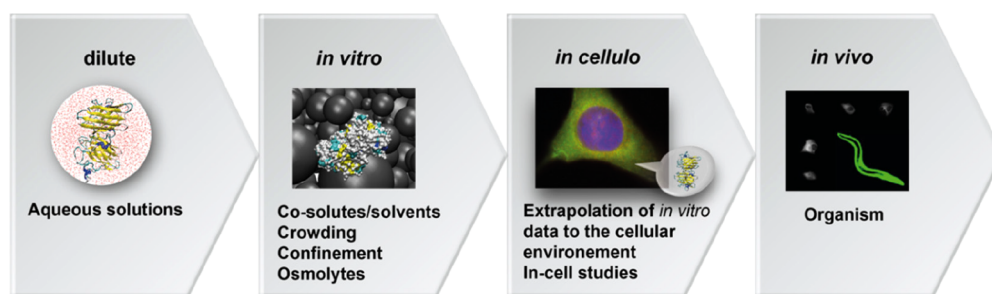 dilute
Aqueous solutions
in vitro
Co-solutes/solvents
Crowding
Confinement
Osmolytes
in cellulo
Extrapolation of in vitro
data to the cellular
environement
In-cell studies
in vivo
Organism